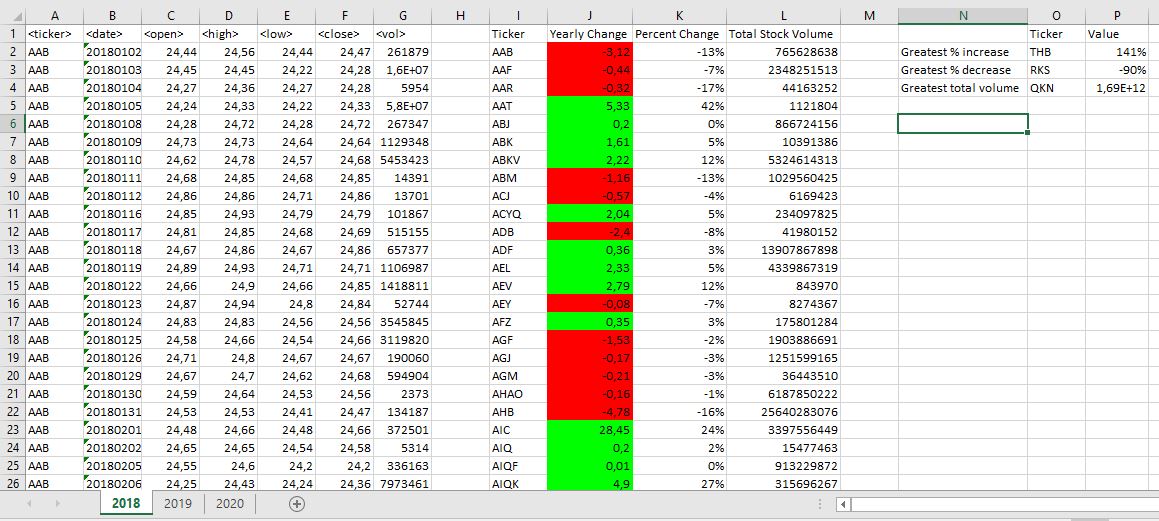 A B C D E F G H I J K L M N O P
1 <ticker> <date> <open> <high> <low> <close> <vol> Ticker Yearly Change Percent Change Total Stock Volume Ticker Value
2 AAB 20180102 24,44 24,56 24,44 24,47 261879 AAB -3,12 -13% 765628638 Greatest % increase THB 141%
3 AAB 20180103 24,45 24,45 24,22 24,28 1,6E+07 AAF -0,44 -7% 2348251513 Greatest % decrease RKS -90%
4 AAB 20180104 24,27 24,36 24,27 24,27 5954 AAR -0,32 -17% 44163252 Greatest total volume QKN 1,69E+12
5 AAB 20180105 24,24 24,33 24,22 24,33 5,8E+07 AAT 5,33 42% 1121804
6 AAB 20180108 24,28 24,72 24,28 24,72 267347 ABJ 0,2 0% 866724156
7 AAB 20180109 24,73 24,73 24,64 24,64 1129348 ABK 1,61 5% 10391386
8 AAB 20180110 24,62 24,78 24,57 24,68 5453423 ABKV 2,22 12% 5324614313
9 AAB 20180111 24,68 24,85 24,68 24,85 14391 ABM -1,16 -13% 1029560425
10 AAB 20180112 24,86 24,86 24,71 24,86 13701 ACJ -0,57 -4% 6169423
11 AAB 20180116 24,85 24,93 24,79 24,79 101867 ACYQ 2,04 5% 234097825
12 AAB 20180117 24,81 24,85 24,68 24,69 515155 ADB -2,4 -8% 41980152
13 AAB 20180118 24,67 24,86 24,67 24,86 657377 ADF 0,36 3% 13907867898
14 AAB 20180119 24,89 24,93 24,71 24,71 1106987 AEL 2,33 5% 4339867319
15 AAB 20180122 24,66 24,9 24,66 24,85 1418811 AEV 2,79 12% 843970
16 AAB 20180123 24,87 24,94 24,8 24,84 52744 AEY -0,08 -7% 8274367
17 AAB 20180124 24,83 24,83 24,56 24,56 3545845 AFZ 0,35 3% 175801284
18 AAB 20180125 24,58 24,66 24,54 24,66 3119820 AGF -1,53 -2% 1903886691
19 AAB 20180126 24,71 24,8 24,67 24,67 190060 AGJ -0,17 -3% 1251599165
20 AAB 20180129 24,67 24,7 24,62 24,68 594904 AGM -0,21 -3% 36443510
21 AAB 20180130 24,59 24,64 24,53 24,56 2373 AHAO -0,16 -1% 6187850222
22 AAB 20180131 24,53 24,53 24,41 24,47 134187 AHB -4,78 -16% 25640283076
23 AAB 20180201 24,48 24,66 24,48 24,66 372501 AIC 28,45 24% 3397556449
24 AAB 20180202 24,65 24,65 24,54 24,58 5314 AIQ 0,2 2% 15477463
25 AAB 20180205 24,55 24,6 24,2 24,2 336163 AIQF 0,01 0% 913229872
26 AAB 20180206 24,25 24,43 24,24 24,36 7973461 AIQK 4,9 27% 315696267
2018 2019 2020